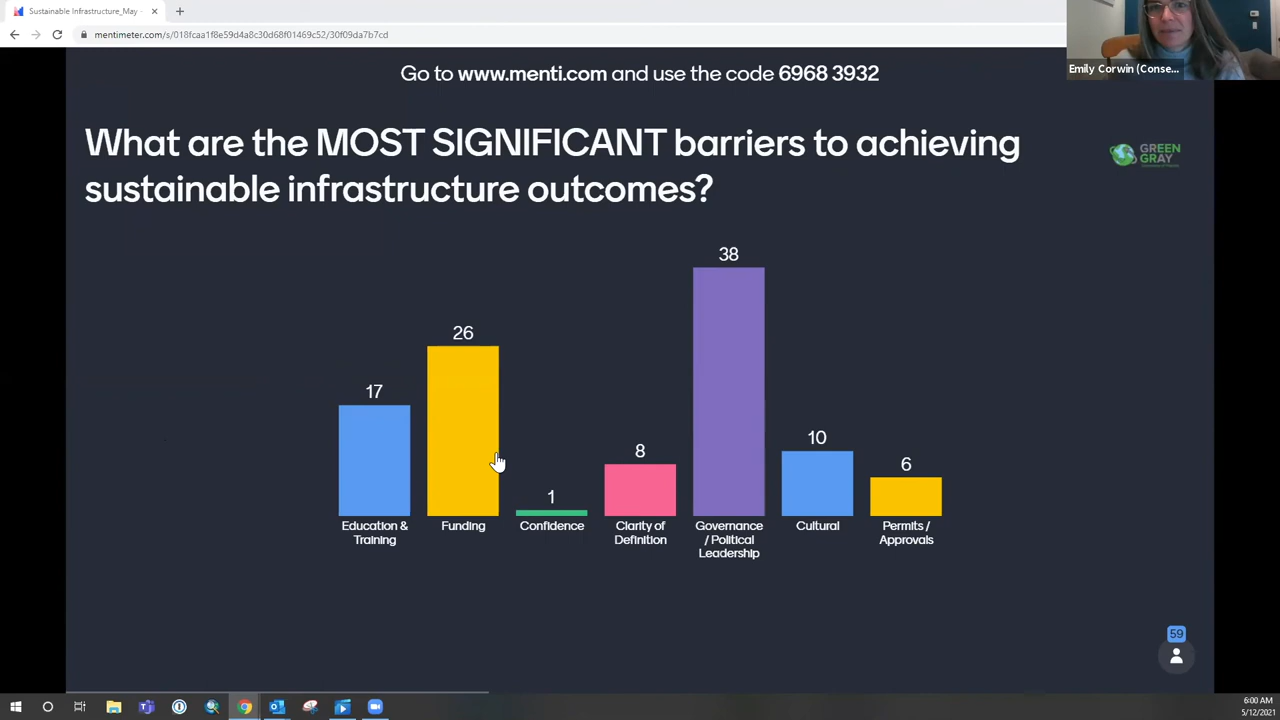 Sustainable Infrastructure_May -
mentimeter.com/s/018fcaa1f8e59d4a8c30d68f01469c52/30f09da7b7cd
Emily Corwin (Conse...
Go to www.menti.com and use the code 6968 3932
What are the MOST SIGNIFICANT barriers to achieving
sustainable infrastructure outcomes?
GREEN
GRAY
17
26
1
8
38
10
6
Education &
Training
Funding
Confidence
Clarity of
Definition
Governance
/ Political
Leadership
Cultural
Permits /
Approvals
59
6:00 AM
5/12/2021